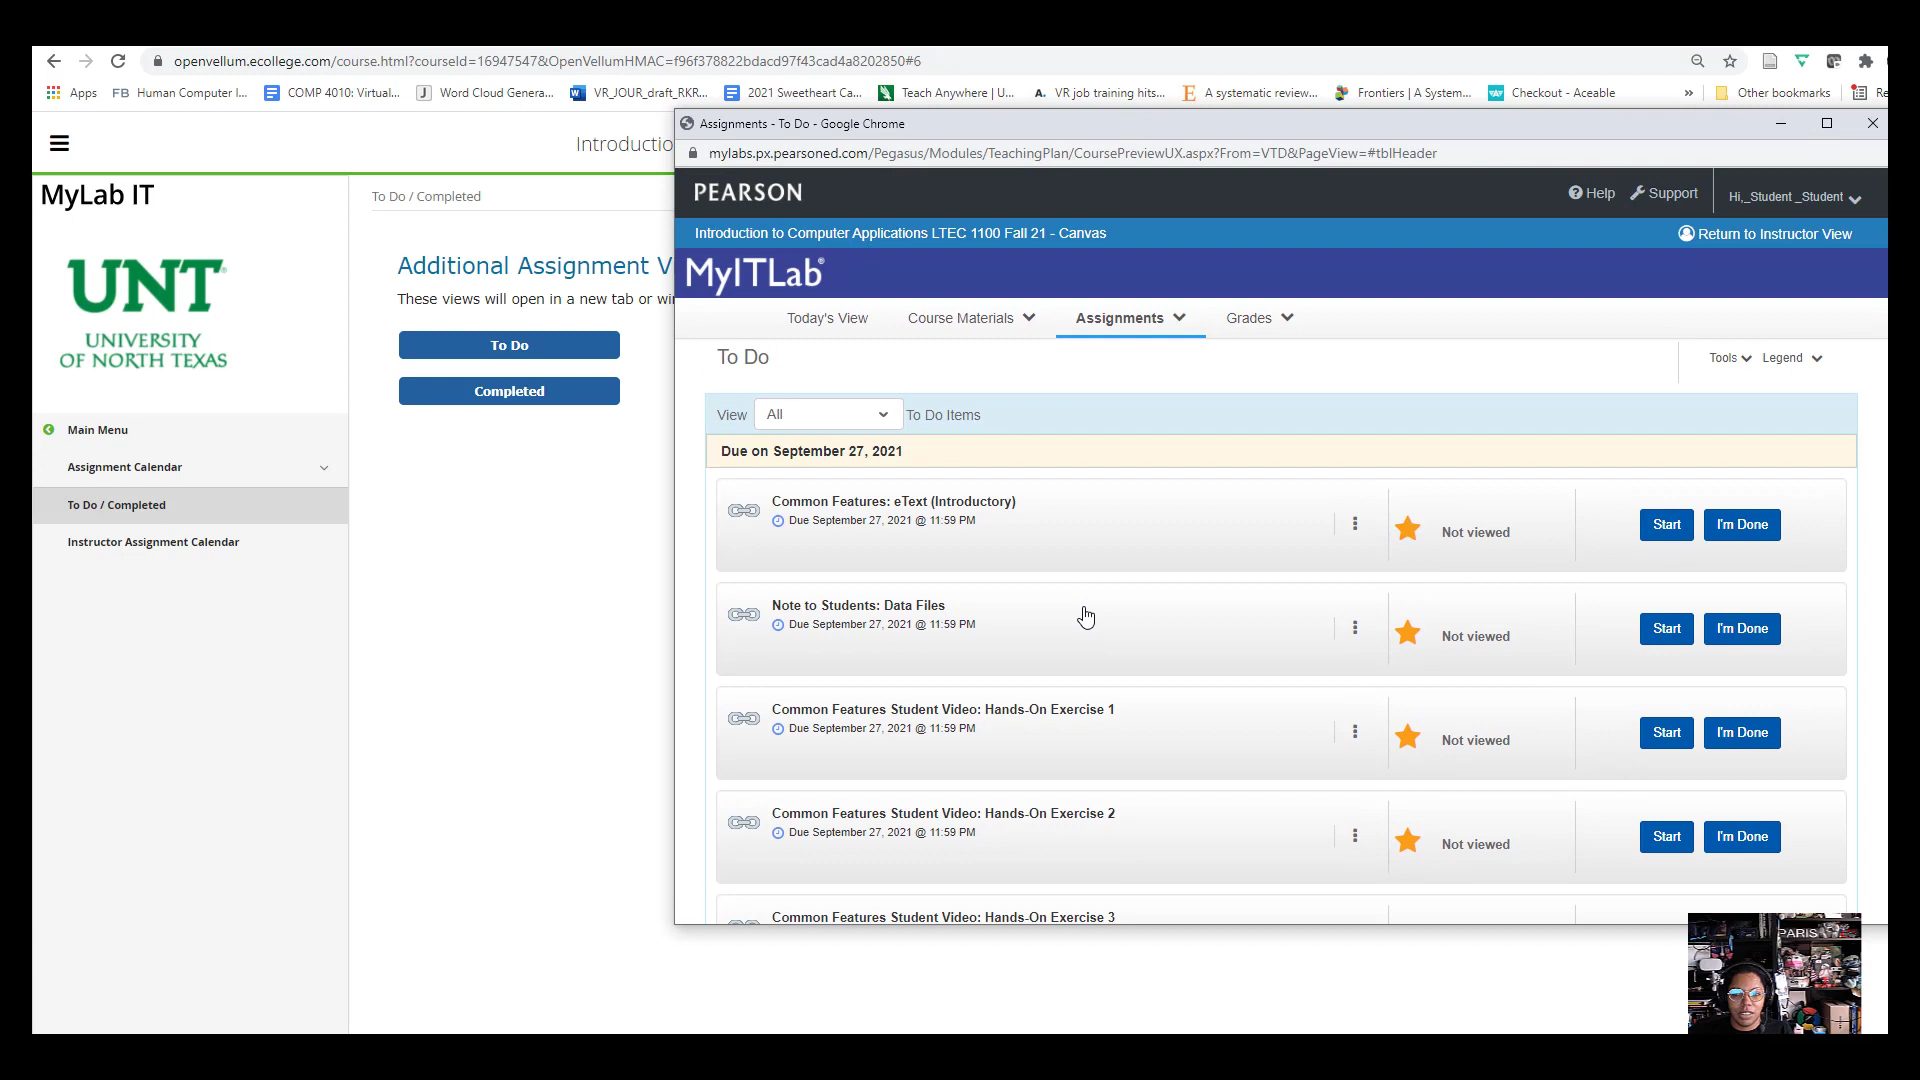 openvellum.ecollege.com/course.html?courseId=16947547&OpenVellumHMAC=f96f378822bdacd97f43cad4a8202850#6
Apps
FB Human Computer I...
COMP 4010: Virtual...
J Word Cloud Genera...
VR_JOUR_draft_RKR...
2021 Sweetheart Ca...
Teach Anywhere | U...
A. VR job training hits...
E A systematic review...
Frontiers | A System...
Checkout - Aceable
»
Other bookmarks
Re
Introductio
MyLab IT
UNT
UNIVERSITY
OF NORTH TEXAS
Main Menu
Assignment Calendar
To Do / Completed
Instructor Assignment Calendar
To Do / Completed
Additional Assignment V
These views will open in a new tab or wi
To Do
Completed
Assignments - To Do - Google Chrome
mylabs.px.pearsoned.com/Pegasus/Modules/TeachingPlan/CoursePreviewUX.aspx?From=VTD&PageView=#tblHeader
PEARSON
Help
Support
Hi,_Student _Student
Introduction to Computer Applications LTEC 1100 Fall 21 - Canvas
Return to Instructor View
MyITLab®
Today's View
Course Materials
Assignments
Grades
To Do
Tools
Legend
View
All
To Do Items
Due on September 27, 2021
Common Features: eText (Introductory)
Due September 27, 2021 @ 11:59 PM
Not viewed
Start
I'm Done
Note to Students: Data Files
Due September 27, 2021 @ 11:59 PM
Not viewed
Start
I'm Done
Common Features Student Video: Hands-On Exercise 1
Due September 27, 2021 @ 11:59 PM
Not viewed
Start
I'm Done
Common Features Student Video: Hands-On Exercise 2
Due September 27, 2021 @ 11:59 PM
Not viewed
Start
I'm Done
Common Features Student Video: Hands-On Exercise 3
PARIS